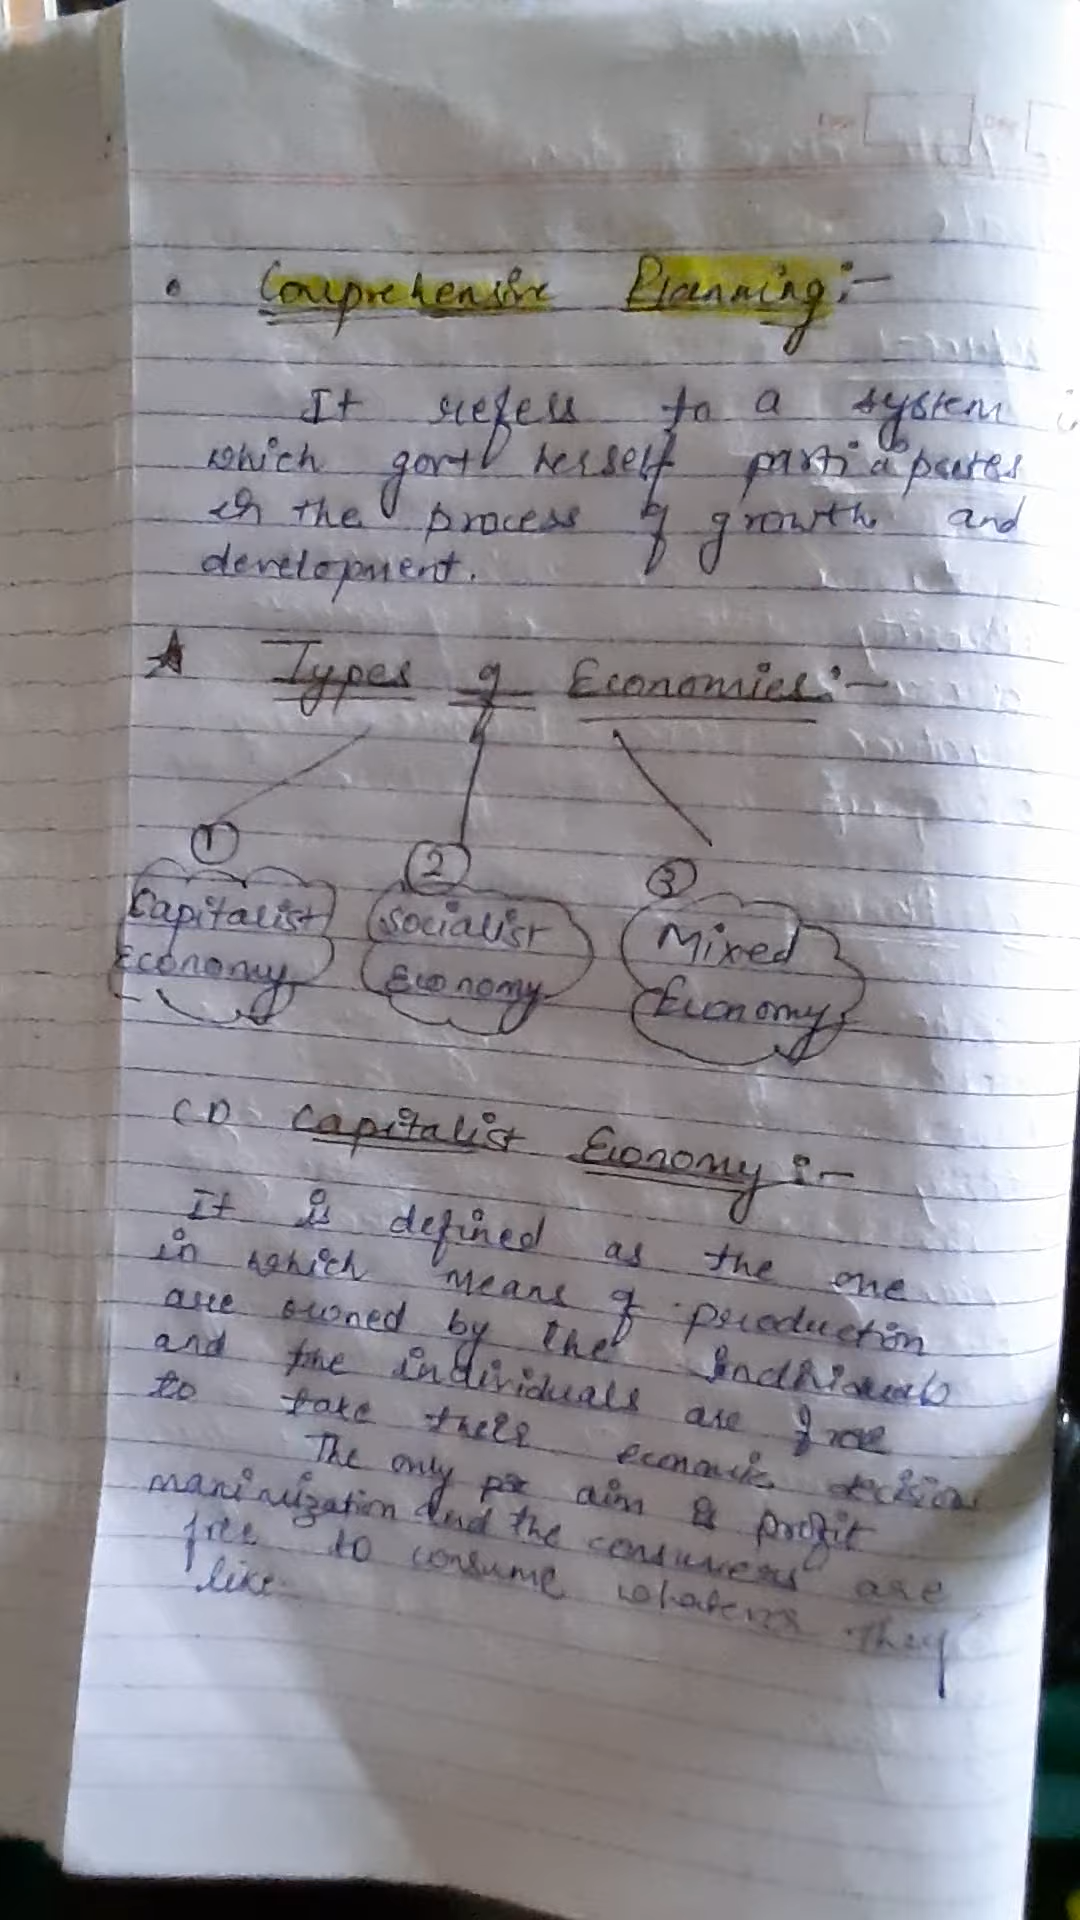 • Comprehensive Planning :-
It refers to a system
which govt herself participates
in the process of growth and
development.
★ Types of Economies :-
① ② ③
Capitalist Economy
Socialist Economy
Mixed Economy
(1) Capitalist Economy :-
It is defined as the one
in which means of production
are owned by the
and the individuals are free
to take their economic decision
The only aim is profit
and the consumers are
free to consume whatever they
like.